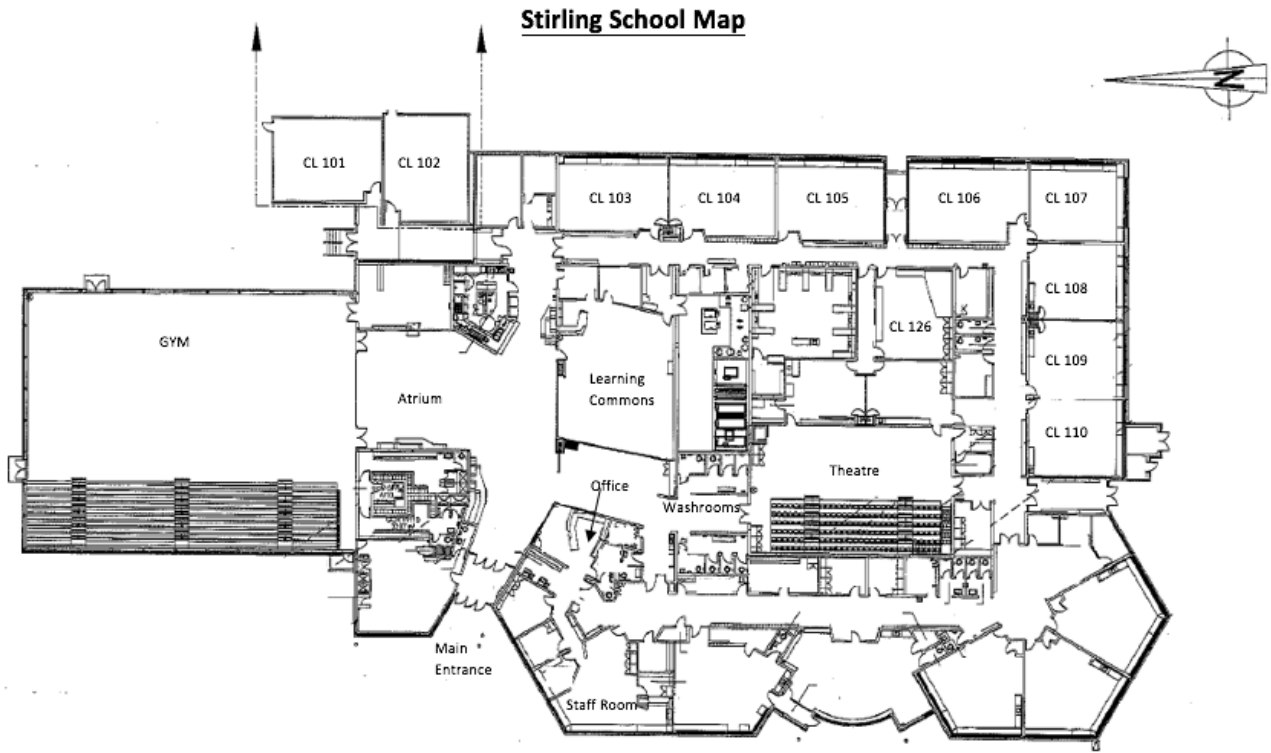 Stirling School Map
N
CL 101
CL 102
CL 103
CL 104
CL 105
CL 106
CL 107
CL 108
GYM
CL 126
CL 109
Learning
Commons
Atrium
CL 110
Theatre
Office
Washrooms
Main
Entrance
Staff Room